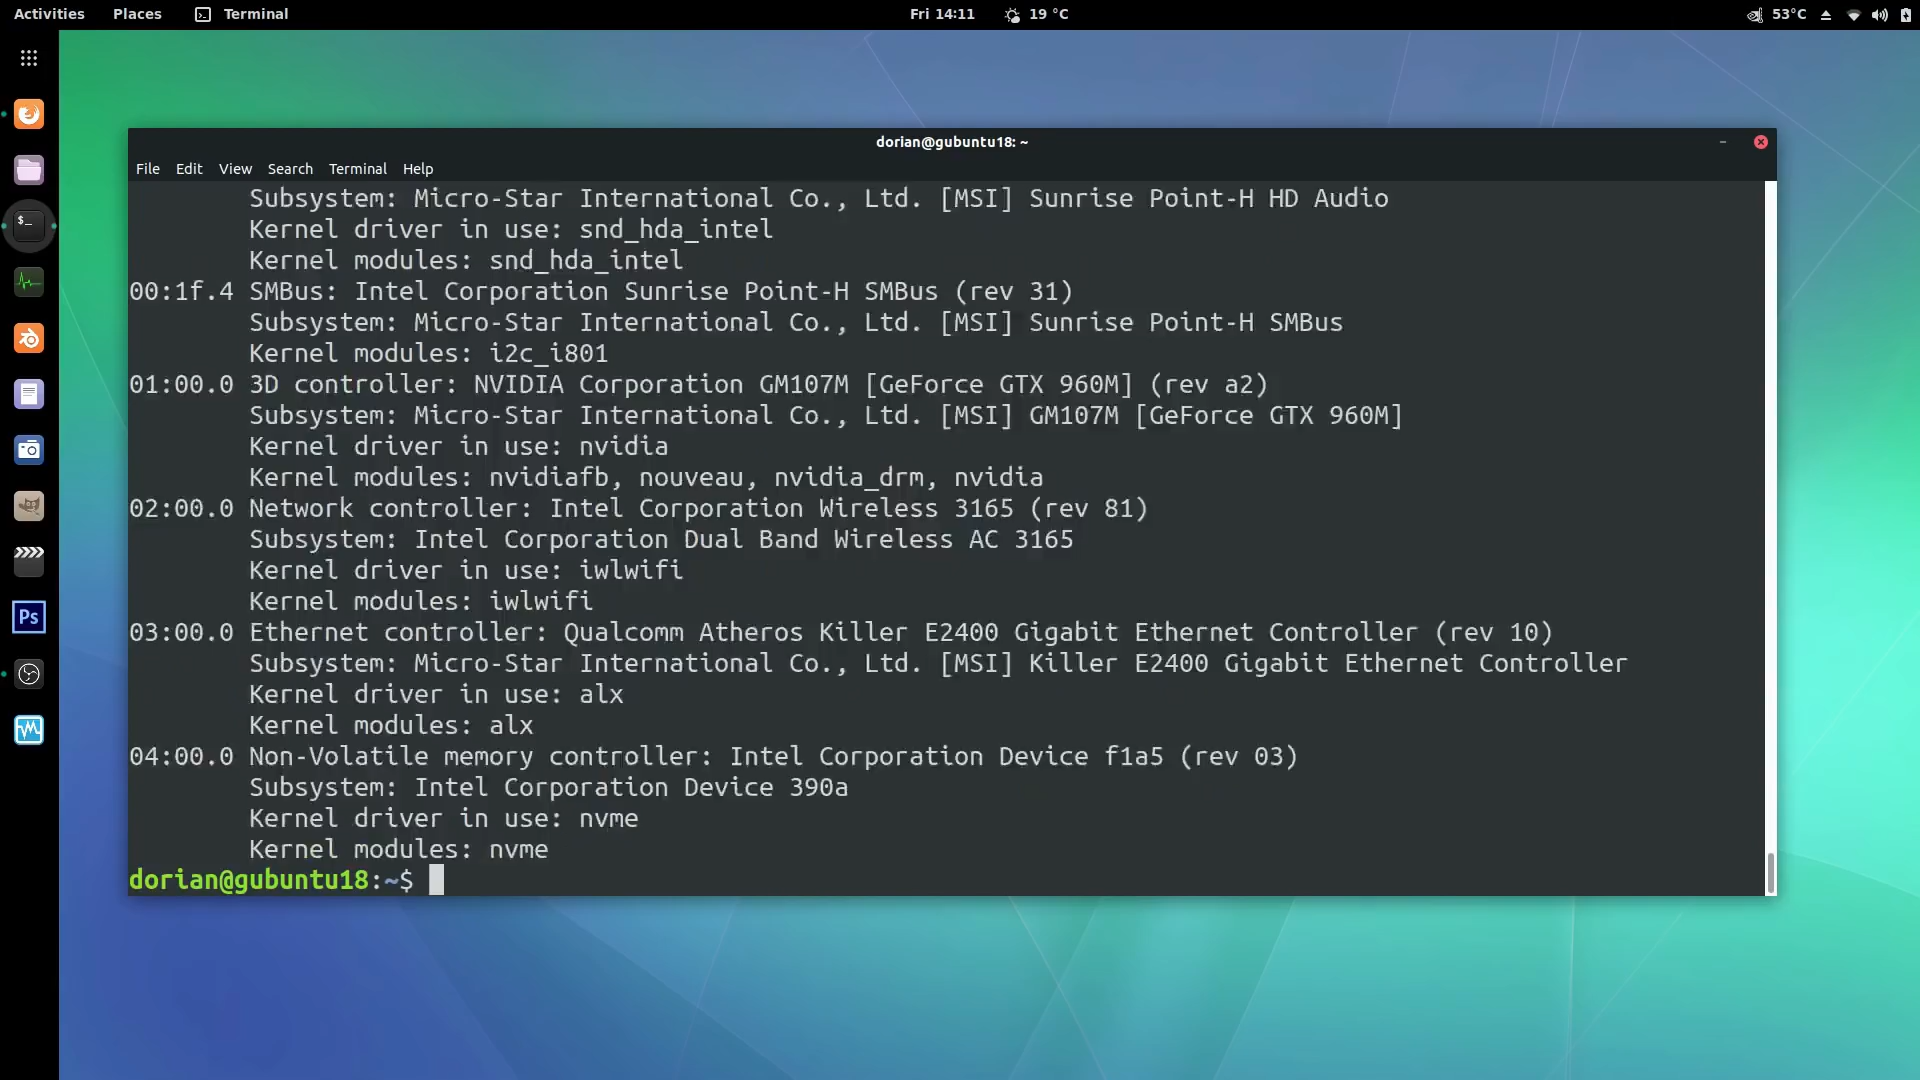 Activities Places Terminal Fri 14:11 19 °C 53°C
dorian@gubuntu18: ~
File Edit View Search Terminal Help
Subsystem: Micro-Star International Co., Ltd. [MSI] Sunrise Point-H HD Audio
Kernel driver in use: snd_hda_intel
Kernel modules: snd_hda_intel
00:1f.4 SMBus: Intel Corporation Sunrise Point-H SMBus (rev 31)
Subsystem: Micro-Star International Co., Ltd. [MSI] Sunrise Point-H SMBus
Kernel modules: i2c_i801
01:00.0 3D controller: NVIDIA Corporation GM107M [GeForce GTX 960M] (rev a2)
Subsystem: Micro-Star International Co., Ltd. [MSI] GM107M [GeForce GTX 960M]
Kernel driver in use: nvidia
Kernel modules: nvidiafb, nouveau, nvidia_drm, nvidia
02:00.0 Network controller: Intel Corporation Wireless 3165 (rev 81)
Subsystem: Intel Corporation Dual Band Wireless AC 3165
Kernel driver in use: iwlwifi
Kernel modules: iwlwifi
03:00.0 Ethernet controller: Qualcomm Atheros Killer E2400 Gigabit Ethernet Controller (rev 10)
Subsystem: Micro-Star International Co., Ltd. [MSI] Killer E2400 Gigabit Ethernet Controller
Kernel driver in use: alx
Kernel modules: alx
04:00.0 Non-Volatile memory controller: Intel Corporation Device f1a5 (rev 03)
Subsystem: Intel Corporation Device 390a
Kernel driver in use: nvme
Kernel modules: nvme
dorian@gubuntu18:~$
Ps